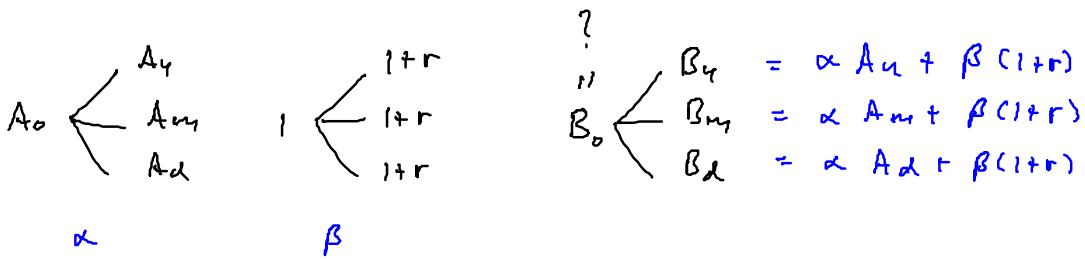 ?
A_u 1+r = B_u = α A_u + β (1+r)
A_0 A_m 1 1+r B_0 B_m = α A_m + β (1+r)
A_d 1+r B_d = α A_d + β (1+r)
α β